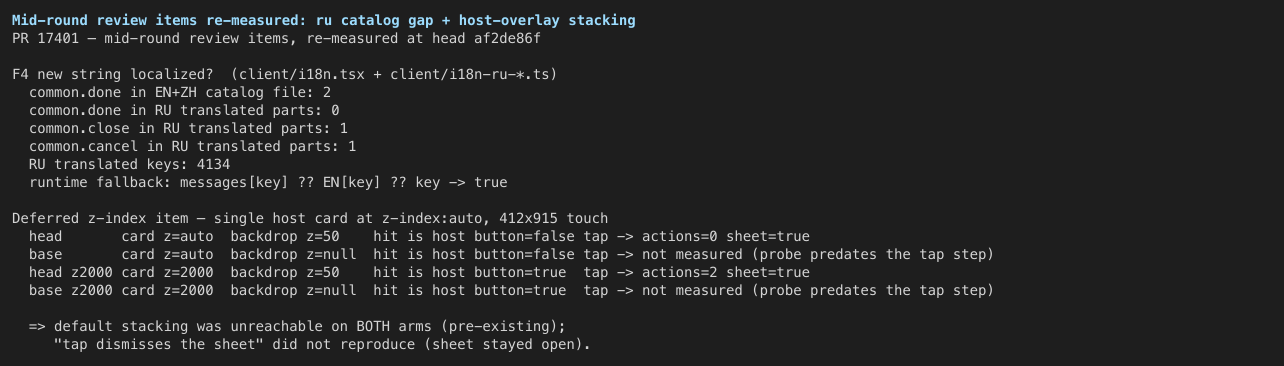 Mid-round review items re-measured: ru catalog gap + host-overlay stacking
PR 17401 — mid-round review items, re-measured at head af2de86f
F4 new string localized?  (client/i18n.tsx + client/i18n-ru-*.ts)
  common.done in EN+ZH catalog file: 2
  common.done in RU translated parts: 0
  common.close in RU translated parts: 1
  common.cancel in RU translated parts: 1
  RU translated keys: 4134
  runtime fallback: messages[key] ?? EN[key] ?? key —> true
Deferred z-index item — single host card at z-index:auto, 412x915 touch
  head       card z=auto  backdrop z=50    hit is host button=false tap —> actions=0 sheet=true
  base       card z=auto  backdrop z=null  hit is host button=false tap —> not measured (probe predates the tap step)
  head z2000 card z=2000  backdrop z=50    hit is host button=true  tap —> actions=2 sheet=true
  base z2000 card z=2000  backdrop z=null  hit is host button=true  tap —> not measured (probe predates the tap step)
  => default stacking was unreachable on BOTH arms (pre-existing);
     "tap dismisses the sheet" did not reproduce (sheet stayed open).